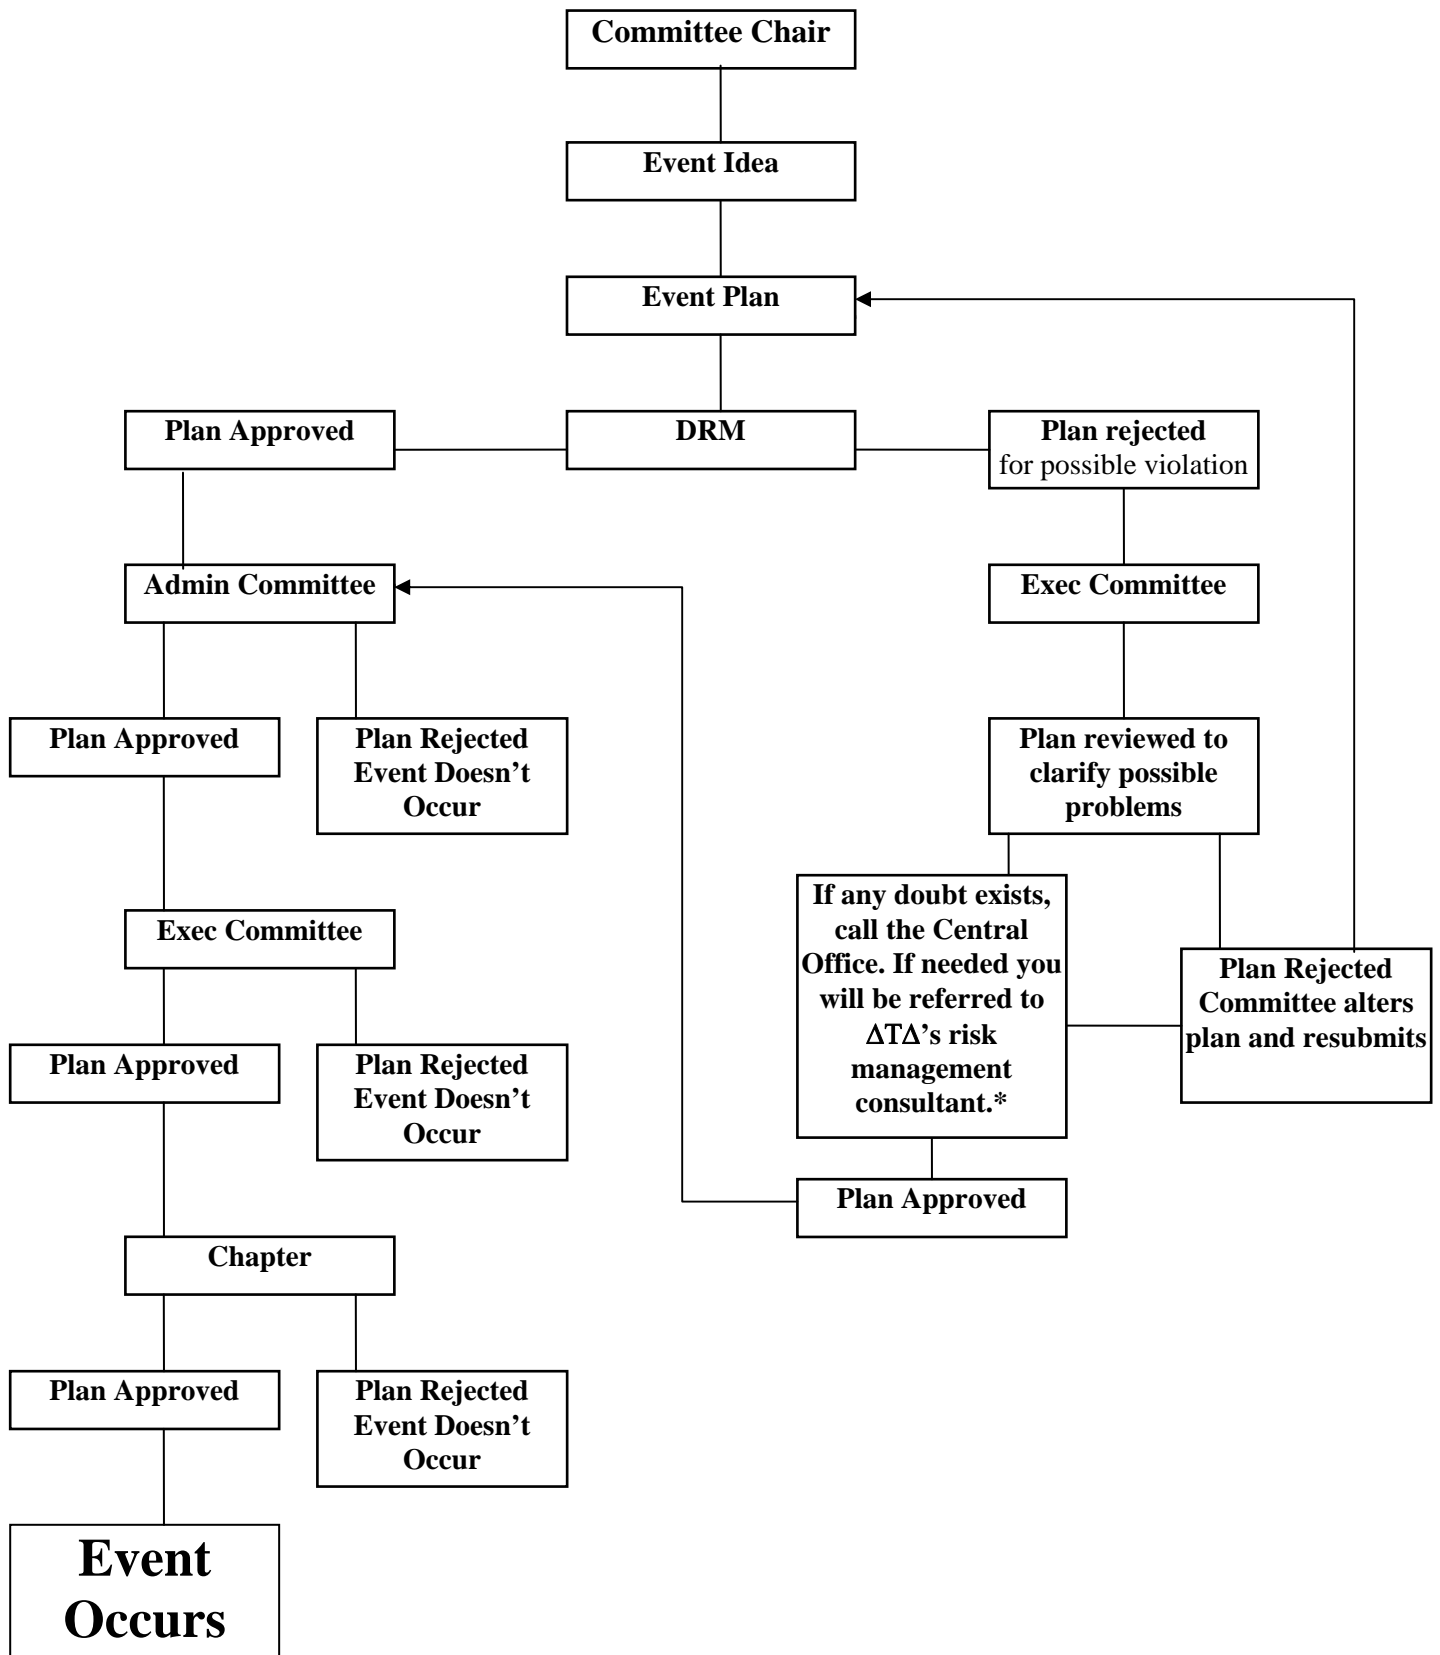 Committee Chair
Event Idea
Event Plan
Plan Approved
DRM
Plan rejected
for possible violation
Admin Committee
Exec Committee
Plan Approved
Plan Rejected
Event Doesn't
Occur
Plan reviewed to
clarify possible
problems
If any doubt exists,
call the Central
Office. If needed you
will be referred to
ΔΤΔ’s risk
management
consultant.*
Plan Rejected
Committee alters
plan and resubmits
Exec Committee
Plan Approved
Plan Rejected
Event Doesn’t
Occur
Plan Approved
Chapter
Plan Approved
Plan Rejected
Event Doesn’t
Occur
Event
Occurs